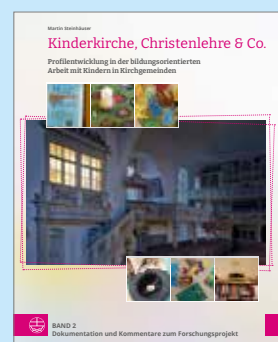 Martin Steinhäuser
Kinderkirche, Christenlehre & Co.
Profilentwicklung in der bildungsorientierten
Arbeit mit Kindern in Kirchgemeinden
BAND 2
Dokumentation und Kommentare zum Forschungsprojekt